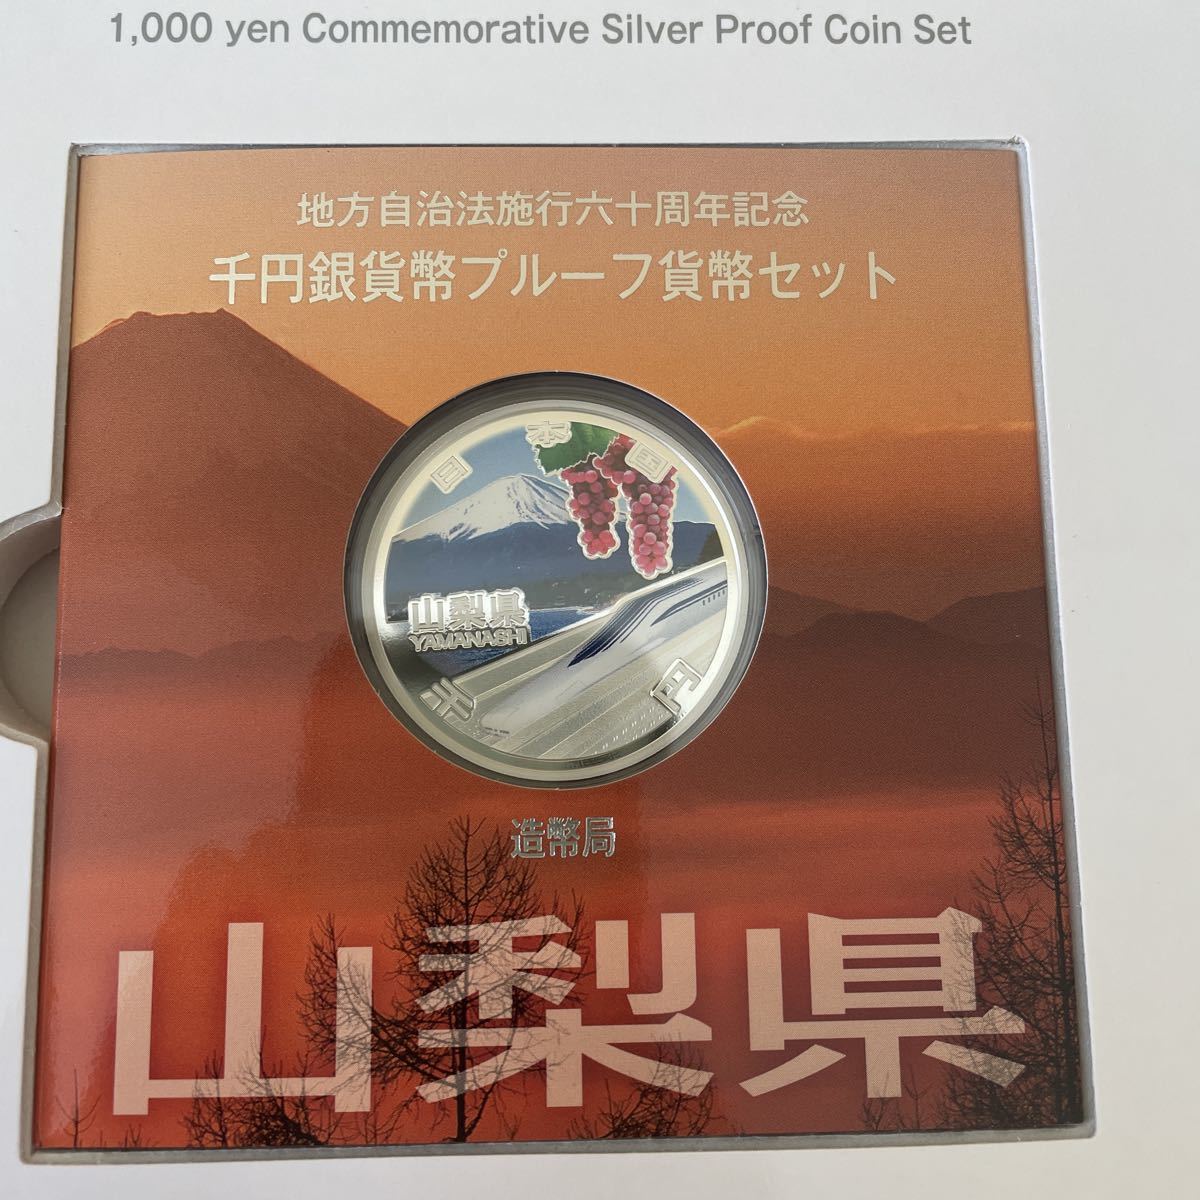 1,000 yen Commemorative Silver Proof Coin Set
地方自治法施行六十周年記念
千円銀貨幣プルーフ貨幣セット
日本国
山梨県
YAMANASHI
千円
造幣局
山梨県